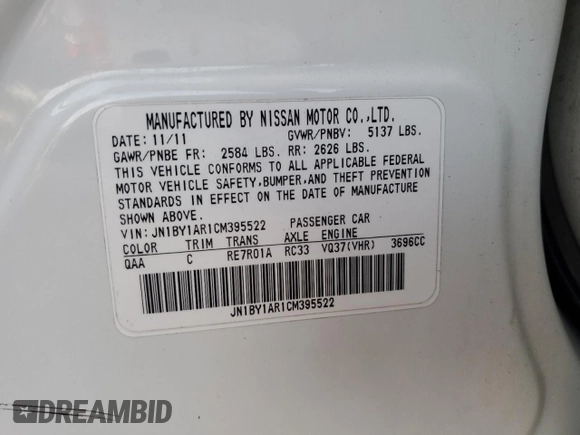 MANUFACTURED BY NISSAN MOTOR CO.,LTD.
DATE: 11/11 GVWR/PNBV: 5137 LBS.
GAWR/PNBE FR: 2584 LBS. RR: 2626 LBS.
THIS VEHICLE CONFORMS TO ALL APPLICABLE FEDERAL
MOTOR VEHICLE SAFETY,BUMPER,AND THEFT PREVENTION
STANDARDS IN EFFECT ON THE DATE OF MANUFACTURE
SHOWN ABOVE.
VIN: JN1BY1AR1CM395522 PASSENGER CAR
COLOR TRIM TRANS AXLE ENGINE
QAA C RE7R01A RC33 VQ37(VHR) 3696CC
JN1BY1AR1CM395522
DREAMBID